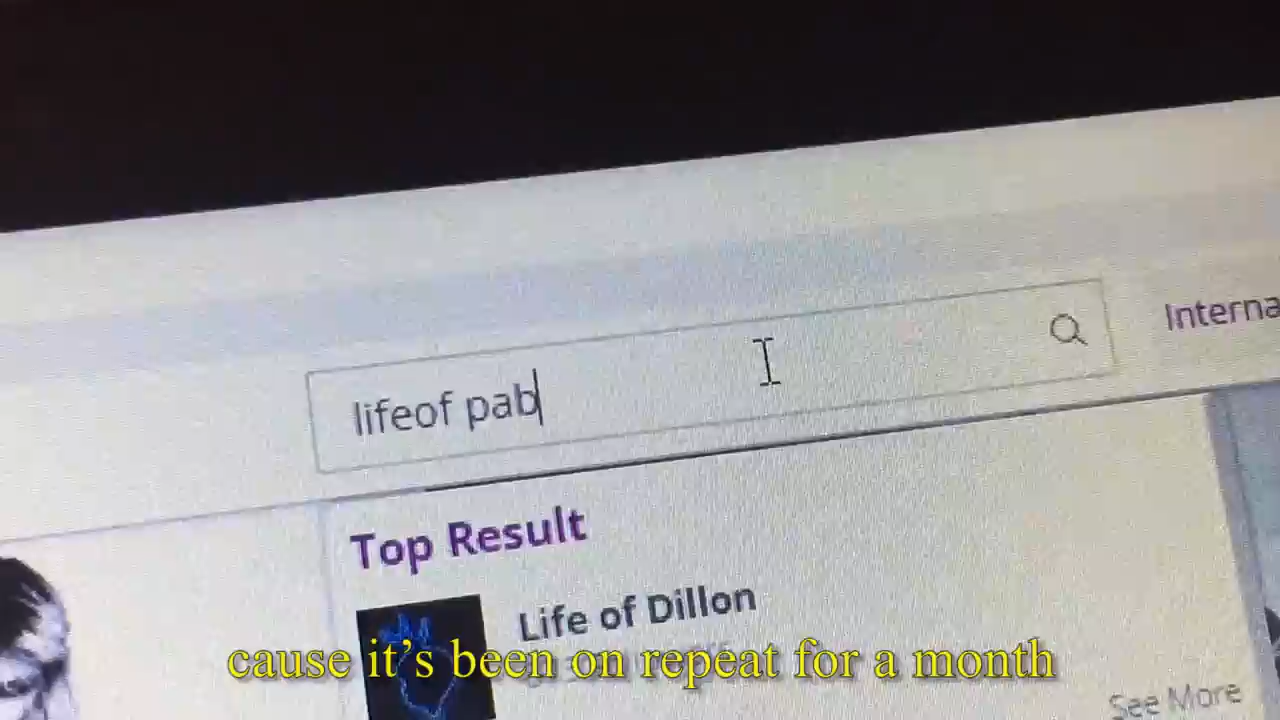 Interna
lifeof pab
Top Result
Life of Dillon
cause it's been on repeat for a month
See More